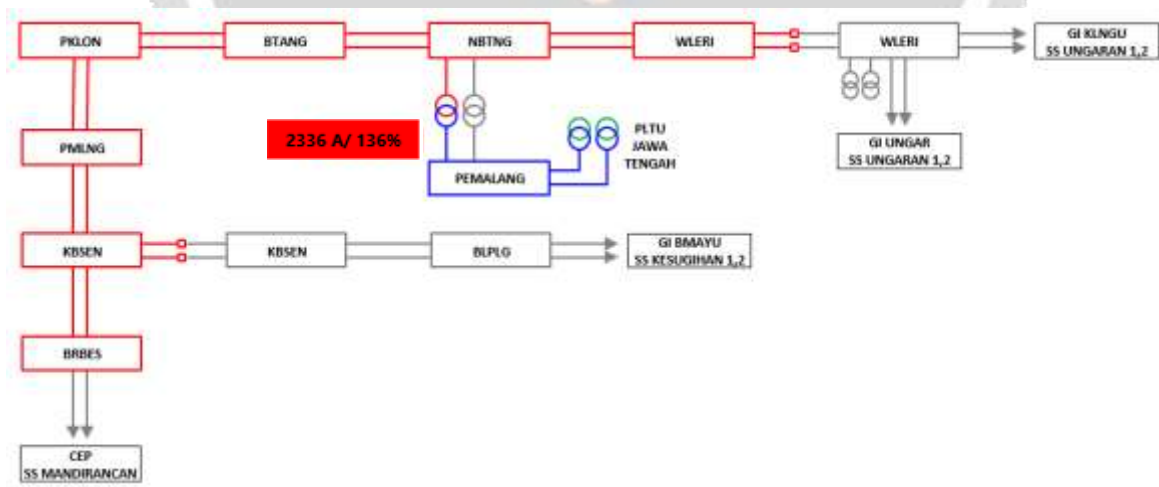 PKLON
BTANG
NBTNG
WLERI
WLERI
GI KLNGU
SS UNGARAN 1,2
2336 A/ 136%
PLTU
JAWA
TENGAH
GI UNGAR
SS UNGARAN 1,2
PMLNG
PEMALANG
KBSEN
KBSEN
BLPLG
GI BMAYU
SS KESUGIHAN 1,2
BRBES
CEP
SS MANDIRANCAN